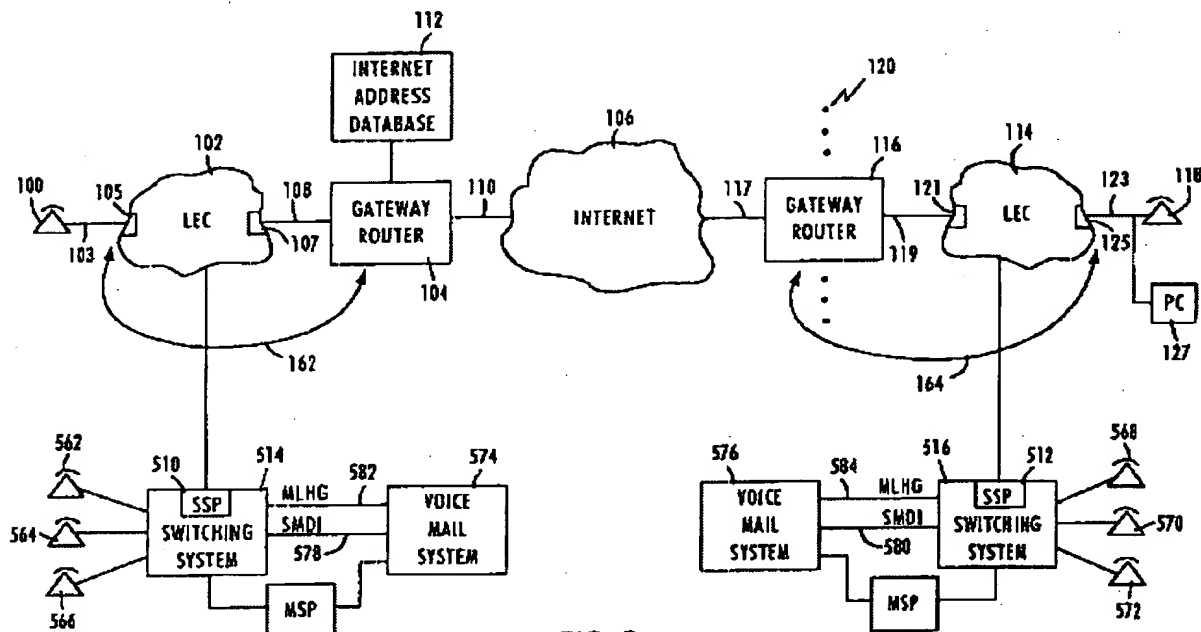 112
INTERNET
ADDRESS
DATABASE
120
102
106
116
114
100
105
108
110
117
121
123
118
LEC
GATEWAY
ROUTER
INTERNET
GATEWAY
ROUTER
LEC
103
107
104
119
125
PC
127
162
164
562
510
514
582
574
576
584
516
512
568
SSP
MLHG
VOICE
MAIL
SYSTEM
VOICE
MAIL
SYSTEM
MLHG
SSP
564
SWITCHING
SYSTEM
SMDI
578
SMDI
580
SWITCHING
SYSTEM
570
566
MSP
MSP
572